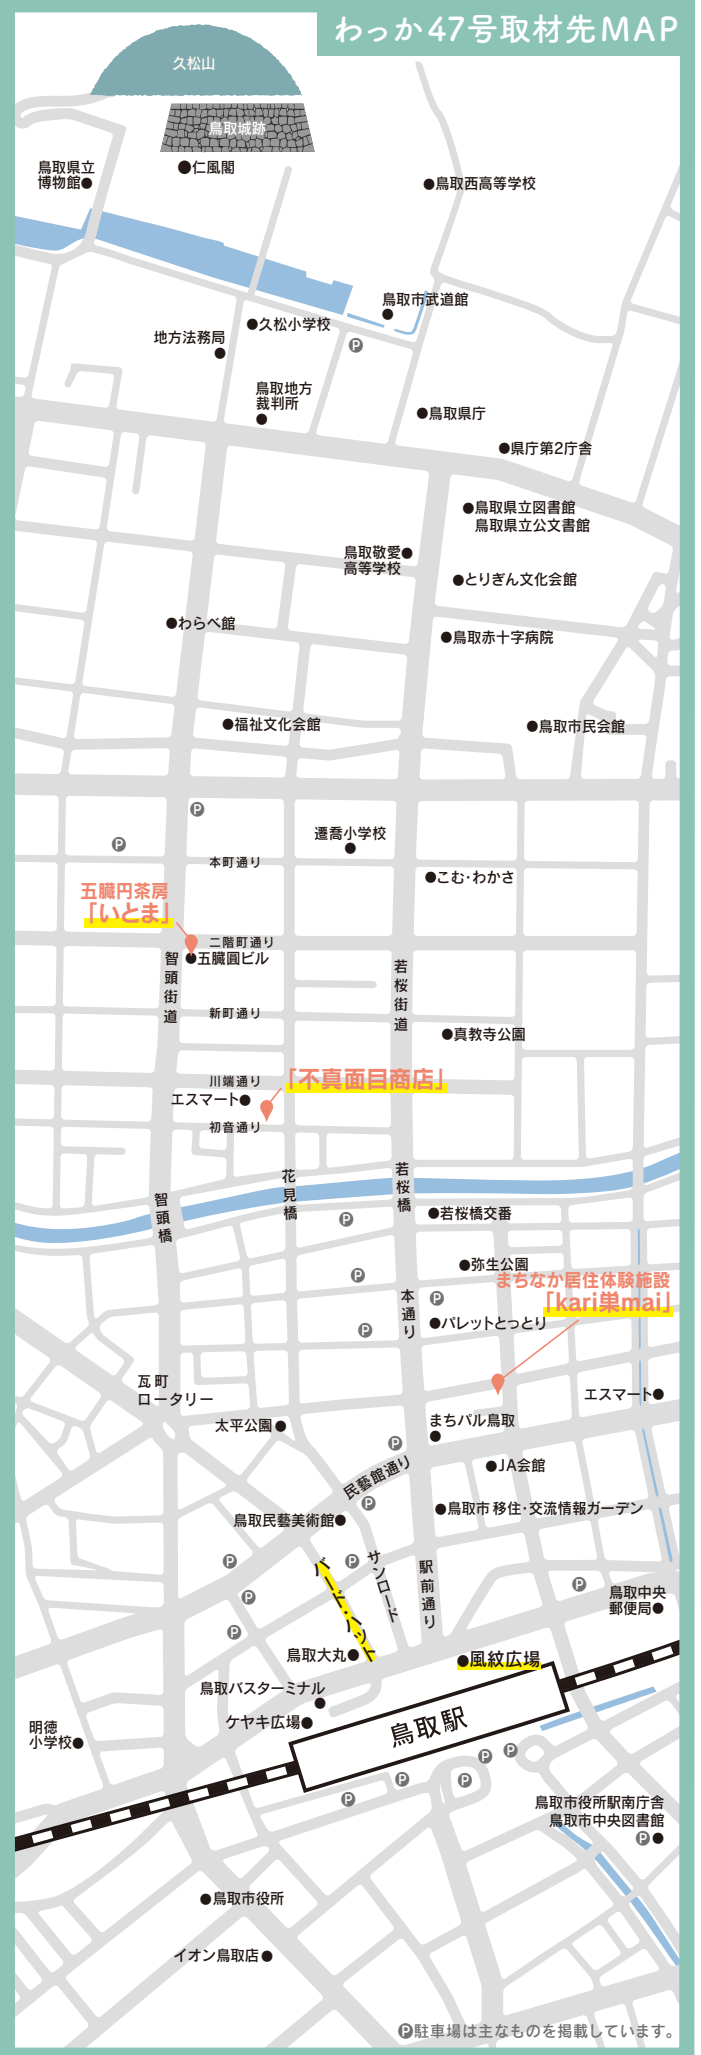 わっか47号取材先MAP
久松山
鳥取城跡
鳥取県立
博物館
仁風閣
鳥取西高等学校
鳥取市武道館
久松小学校
地方法務局
P
鳥取地方
裁判所
鳥取県庁
県庁第2庁舎
鳥取県立図書館
鳥取県立公文書館
鳥取敬愛
高等学校
とりぎん文化会館
わらべ館
鳥取赤十字病院
福祉文化会館
鳥取市民会館
P
P
遷喬小学校
本町通り
こむ・わかさ
五臓円茶房
「いとま」
二階町通り
五臓圓ビル
智頭街道
若桜街道
新町通り
真教寺公園
川端通り
「不真面目商店」
エスマート
初音通り
智頭橋
花見橋
若桜橋
若桜橋交番
P
弥生公園
P
まちなか居住体験施設
「kari巣mai」
本通り
P
パレットとっとり
P
瓦町
ロータリー
エスマート
太平公園
まちパル鳥取
P
民藝館通り
JA会館
P
鳥取市 移住・交流情報ガーデン
鳥取民藝美術館
P
P
バード・ハット
サンロード
駅前通り
P
P
鳥取中央
郵便局
P
鳥取大丸
風紋広場
鳥取バスターミナル
ケヤキ広場
鳥取駅
明徳
小学校
P
P
P
P
P
鳥取市役所駅南庁舎
鳥取市中央図書館
P
鳥取市役所
イオン鳥取店
P駐車場は主なものを掲載しています。